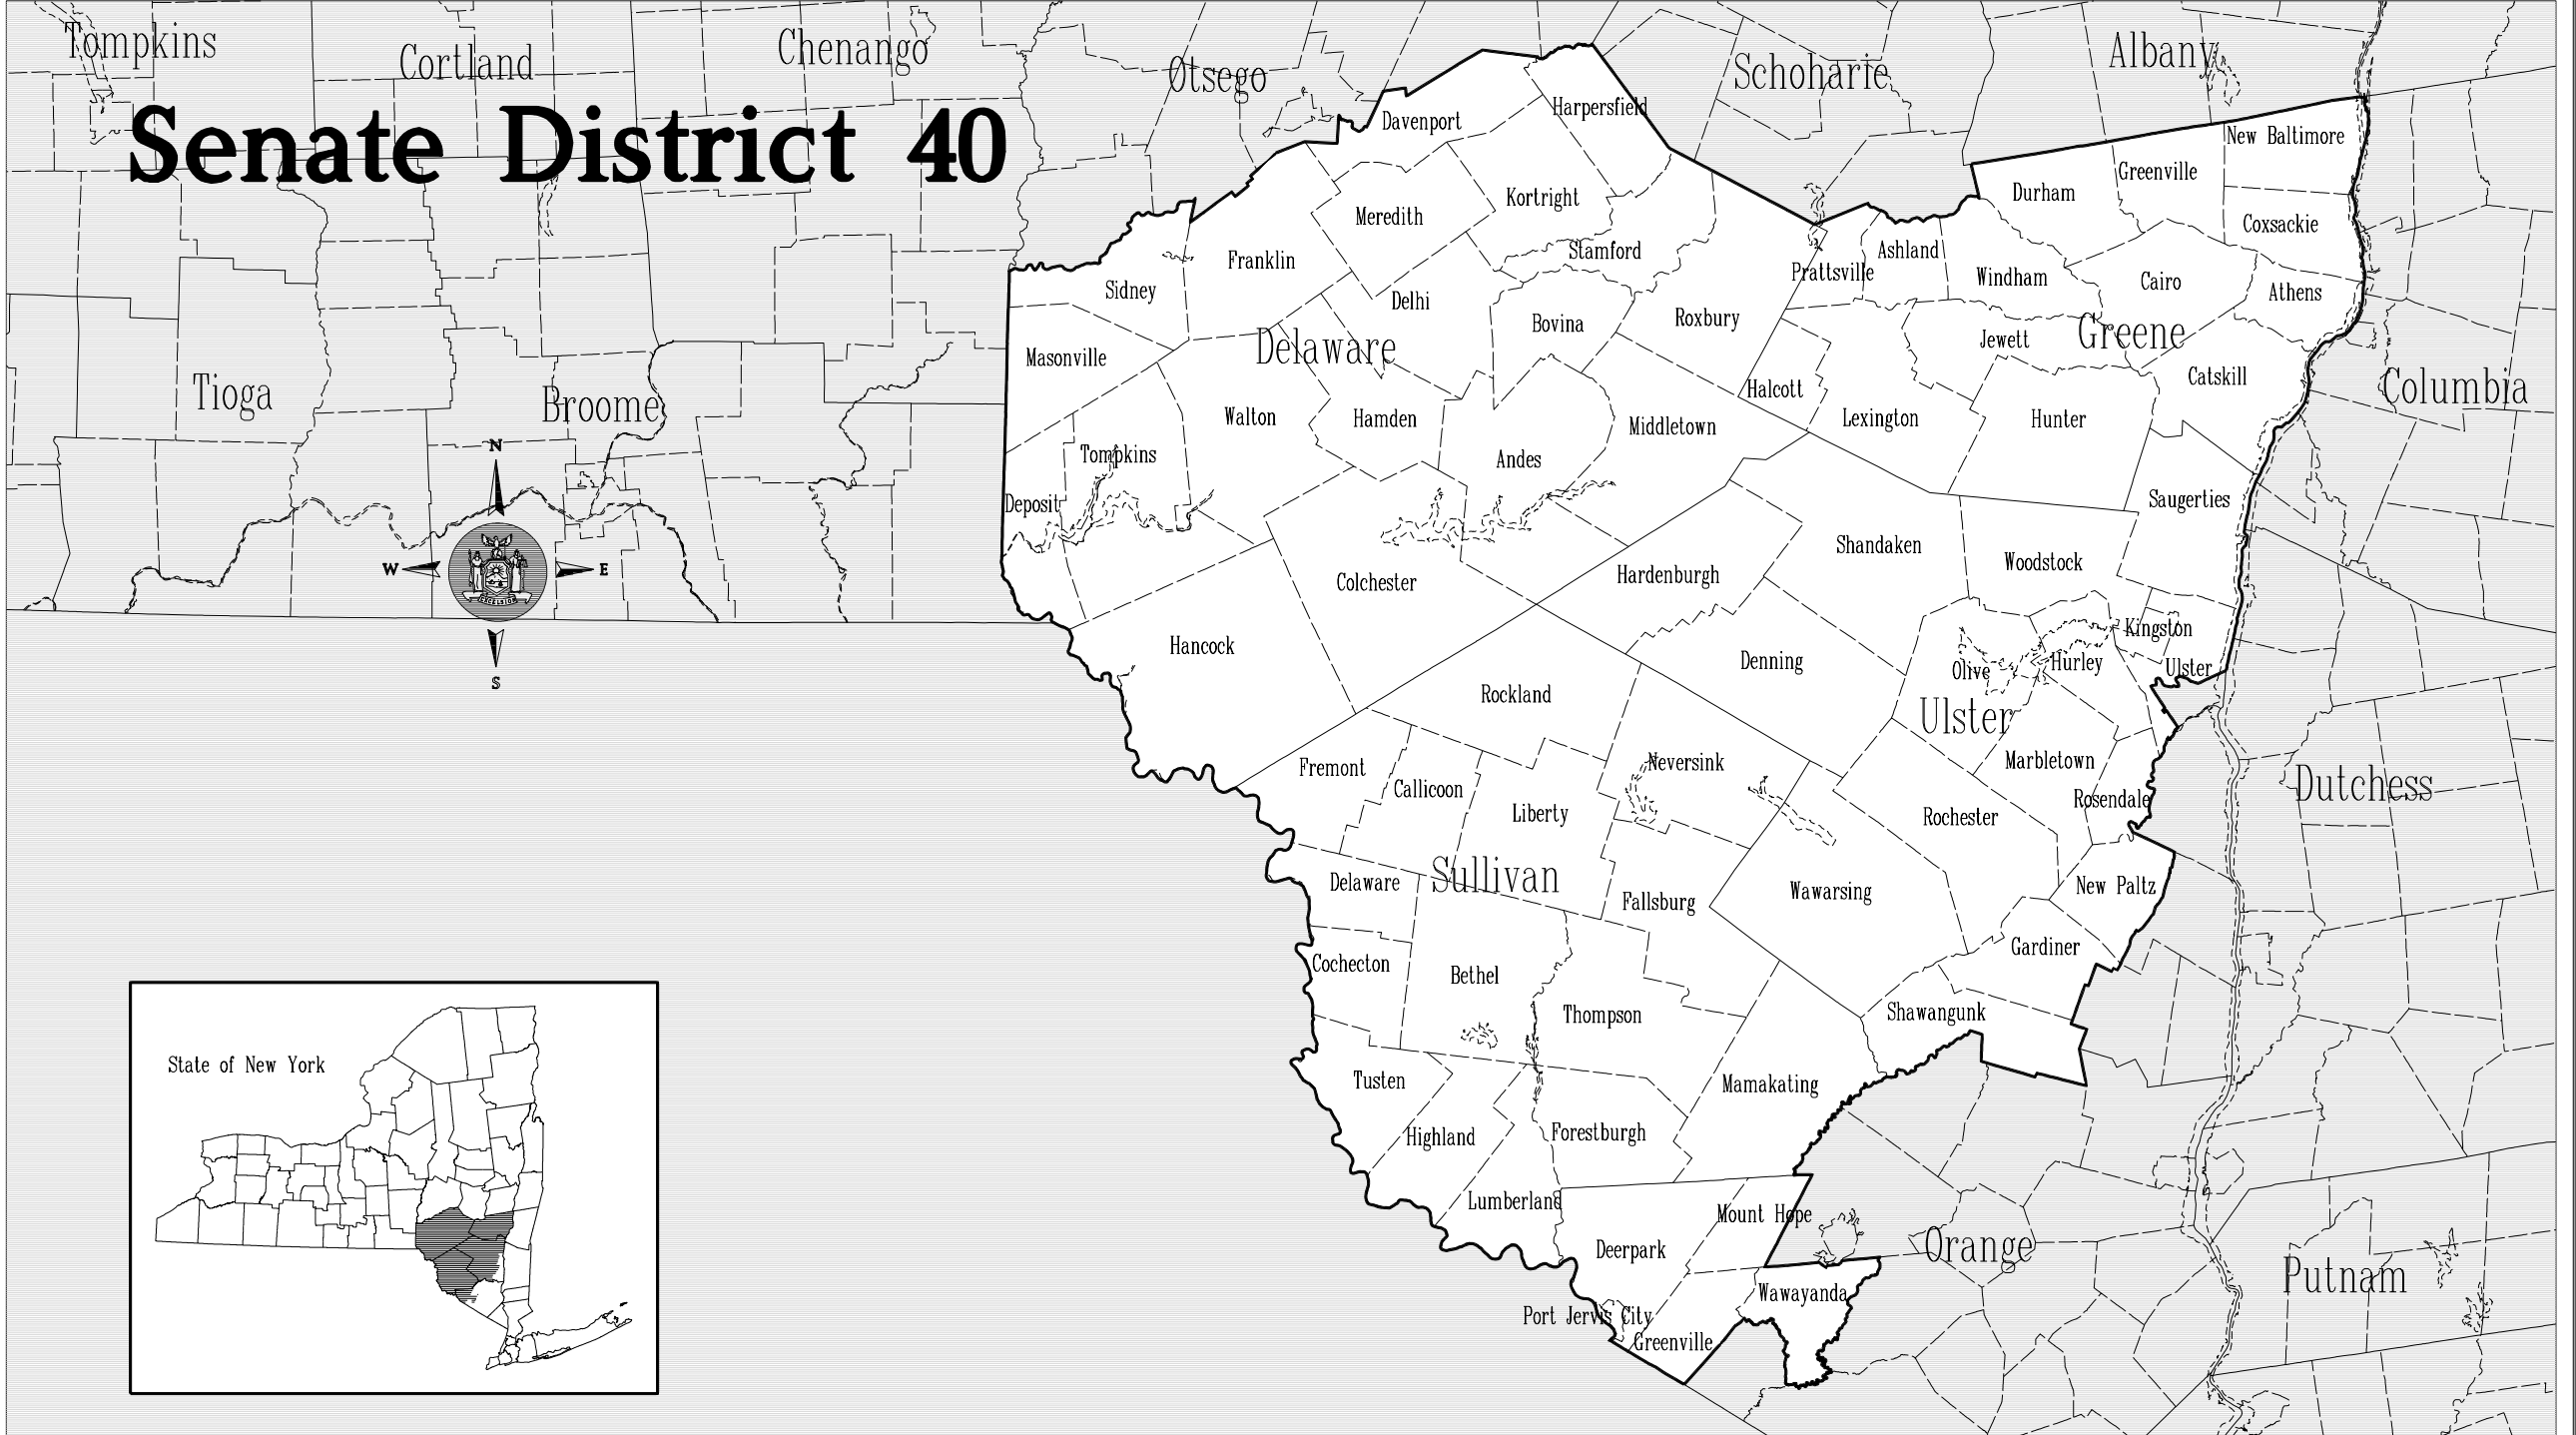 Tompkins
Cortland
Chenango
Otsego
Schoharie
Albany
Senate District 40
Davenport
Harpersfield
New Baltimore
Greenville
Durham
Meredith
Kortright
Coxsackie
Franklin
Stamford
Ashland
Prattsville
Windham
Cairo
Athens
Sidney
Delhi
Bovina
Roxbury
Jewett
Greene
Masonville
Delaware
Catskill
Columbia
Tioga
Broome
Halcott
Walton
Hamden
Middletown
Lexington
Hunter
N
Tompkins
Andes
Deposit
Saugerties
W
E
EXCELSIOR
Shandaken
Woodstock
Colchester
Hardenburgh
Kingston
Hancock
Denning
Olive
Hurley
Ulster
S
Rockland
Ulster
Fremont
Neversink
Marbletown
Callicoon
Dutchess
Liberty
Rosendale
Rochester
Delaware
Sullivan
Fallsburg
Wawarsing
New Paltz
Cochecton
Bethel
Gardiner
Thompson
Shawangunk
State of New York
Tusten
Mamakating
Highland
Forestburgh
Lumberland
Mount Hope
Deerpark
Orange
Putnam
Wawayanda
Port Jervis City
Greenville